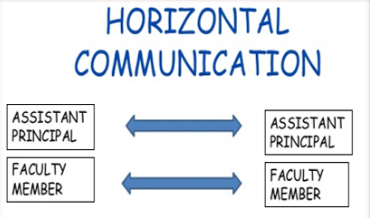 HORIZONTAL
COMMUNICATION
ASSISTANT
PRINCIPAL
ASSISTANT
PRINCIPAL
FACULTY
MEMBER
FACULTY
MEMBER